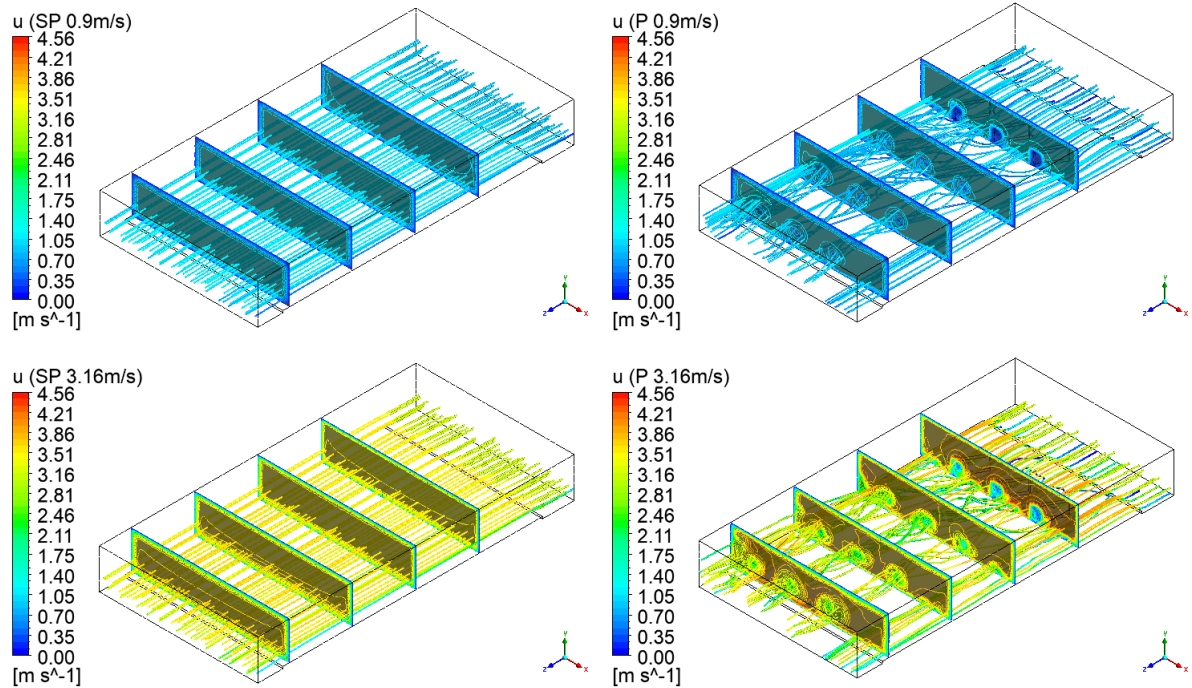 u (SP 0.9m/s)
4.56
4.21
3.86
3.51
3.16
2.81
2.46
2.11
1.75
1.40
1.05
0.70
0.35
0.00
[m s^-1]
y
z
x
u (P 0.9m/s)
4.56
4.21
3.86
3.51
3.16
2.81
2.46
2.11
1.75
1.40
1.05
0.70
0.35
0.00
[m s^-1]
y
z
x
u (SP 3.16m/s)
4.56
4.21
3.86
3.51
3.16
2.81
2.46
2.11
1.75
1.40
1.05
0.70
0.35
0.00
[m s^-1]
y
z
x
u (P 3.16m/s)
4.56
4.21
3.86
3.51
3.16
2.81
2.46
2.11
1.75
1.40
1.05
0.70
0.35
0.00
[m s^-1]
y
z
x